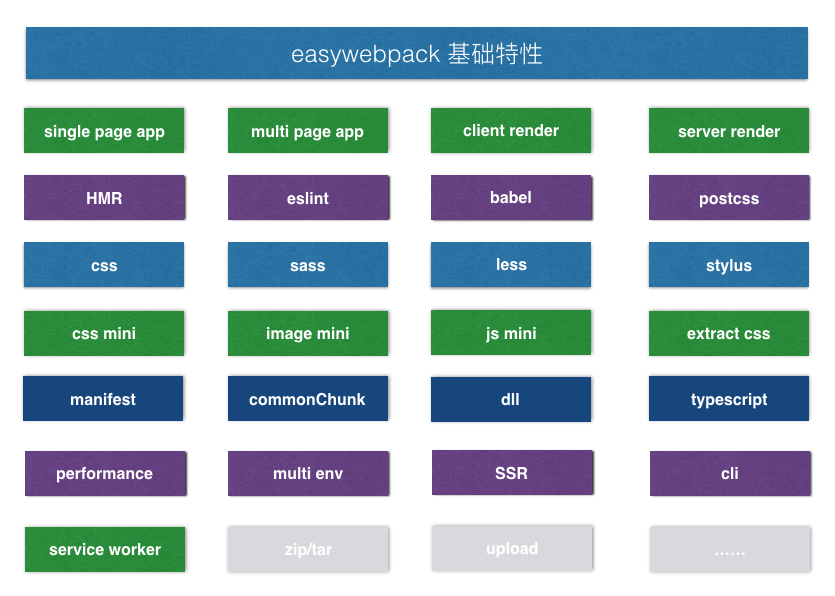 easywebpack 基础特性
single page app
multi page app
client render
server render
HMR
eslint
babel
postcss
css
sass
less
stylus
css mini
image mini
js mini
extract css
manifest
commonChunk
dll
typescript
performance
multi env
SSR
cli
service worker
zip/tar
upload
……